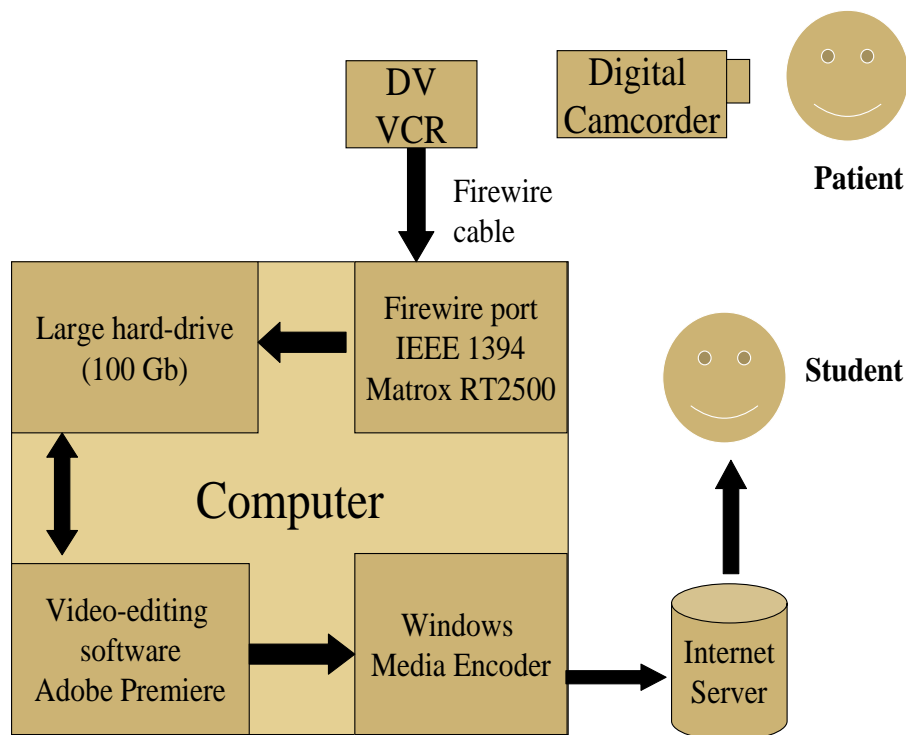 DV
VCR
Digital
Camcorder
Patient
Firewire
cable
Large hard-drive
(100 Gb)
Firewire port
IEEE 1394
Matrox RT2500
Student
Computer
Video-editing
software
Adobe Premiere
Windows
Media Encoder
Internet
Server